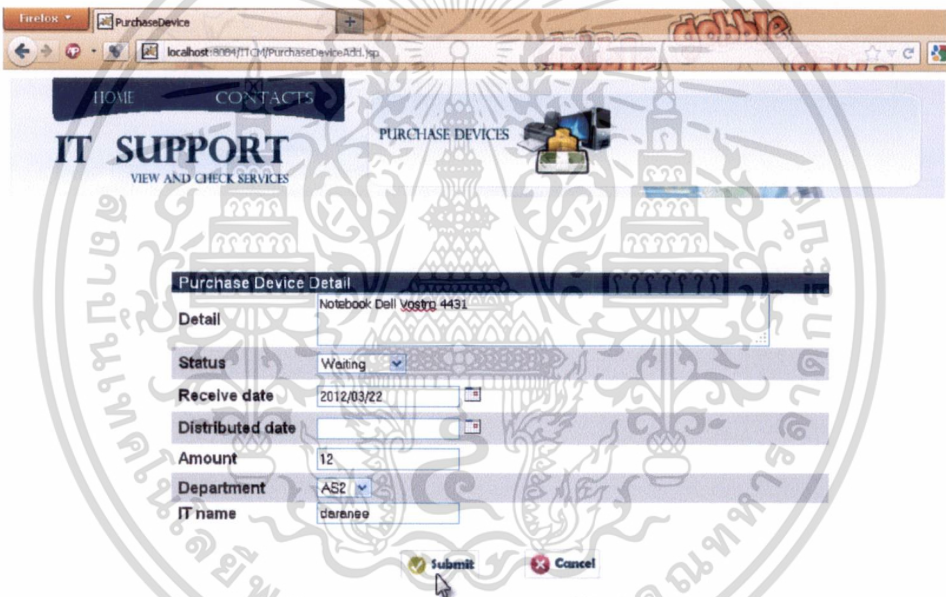 Firefox
PurchaseDevice
localhost:8084/ITCM/PurchaseDeviceAdd.jsp
HOME CONTACTS
IT SUPPORT
VIEW AND CHECK SERVICES
PURCHASE DEVICES
Purchase Device Detail
Detail Notebook Dell Vostro 4431
Status Waiting
Receive date 2012/03/22
Distributed date
Amount 12
Department AS2
IT name daranee
Submit Cancel